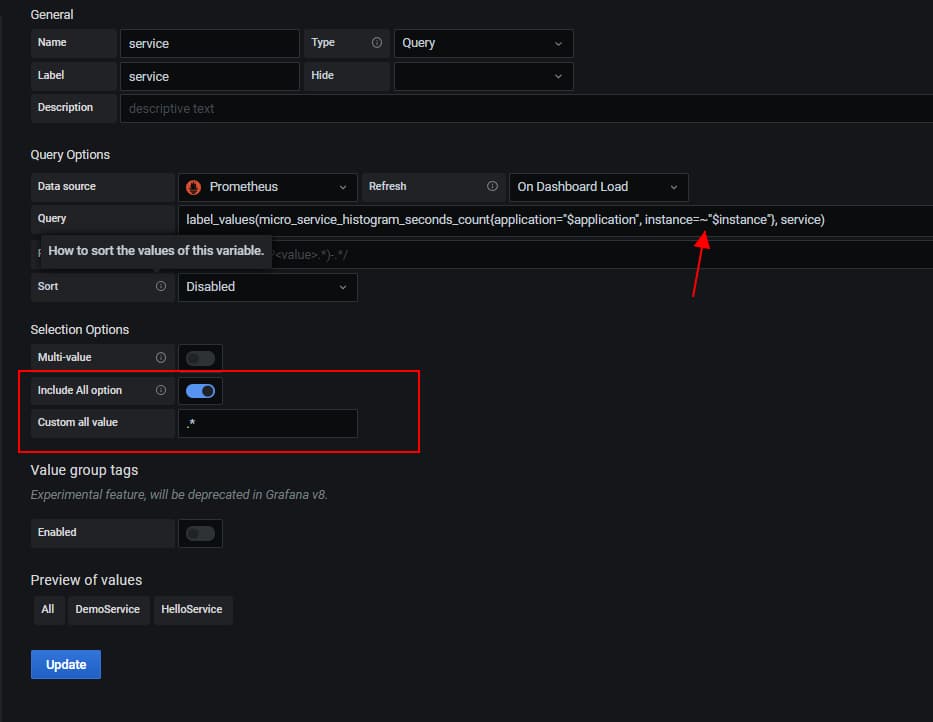 General
Name service Type Query
Label service Hide
Description descriptive text
Query Options
Data source Prometheus Refresh On Dashboard Load
Query label_values(micro_service_histogram_seconds_count{application="$application", instance=~"$instance"}, service)
How to sort the values of this variable. <value>.*)-.*/
Sort Disabled
Selection Options
Multi-value
Include All option
Custom all value .*
Value group tags
Experimental feature, will be deprecated in Grafana v8.
Enabled
Preview of values
All DemoService HelloService
Update